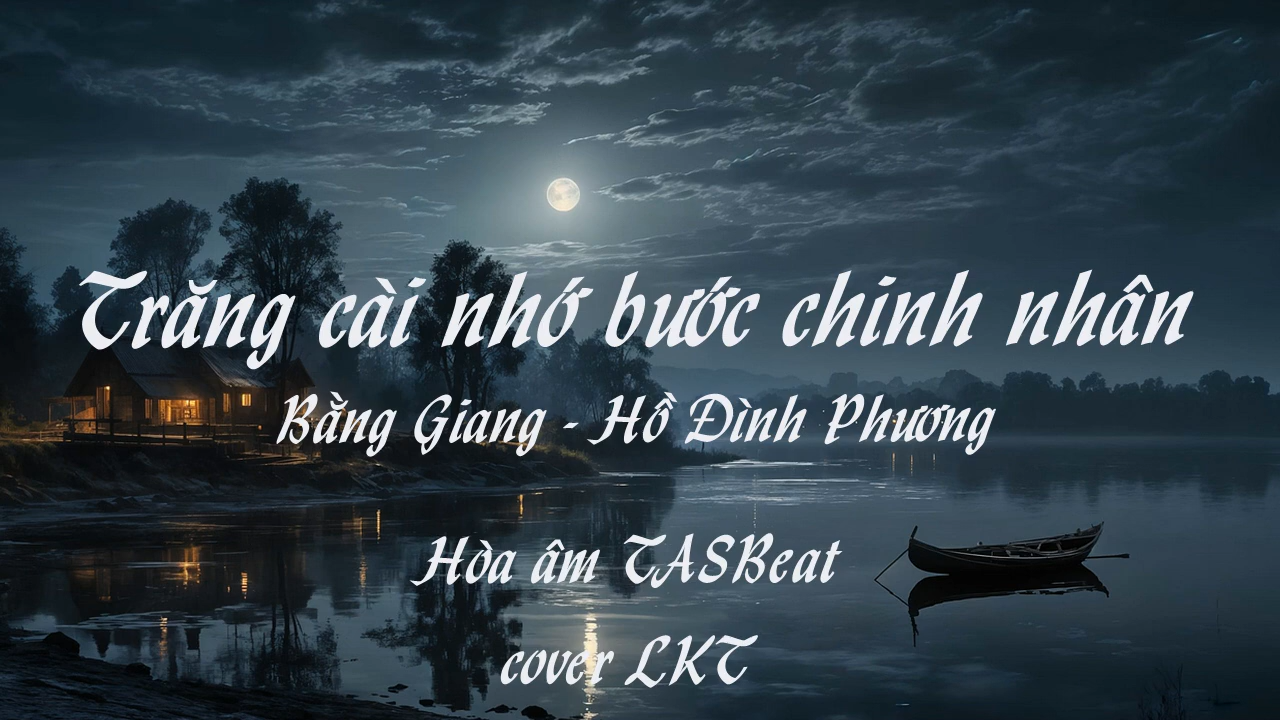 Trăng cài nhớ bước chinh nhân
Bằng Giang - Hồ Đình Phương
Hòa âm TASBeat
cover LKT